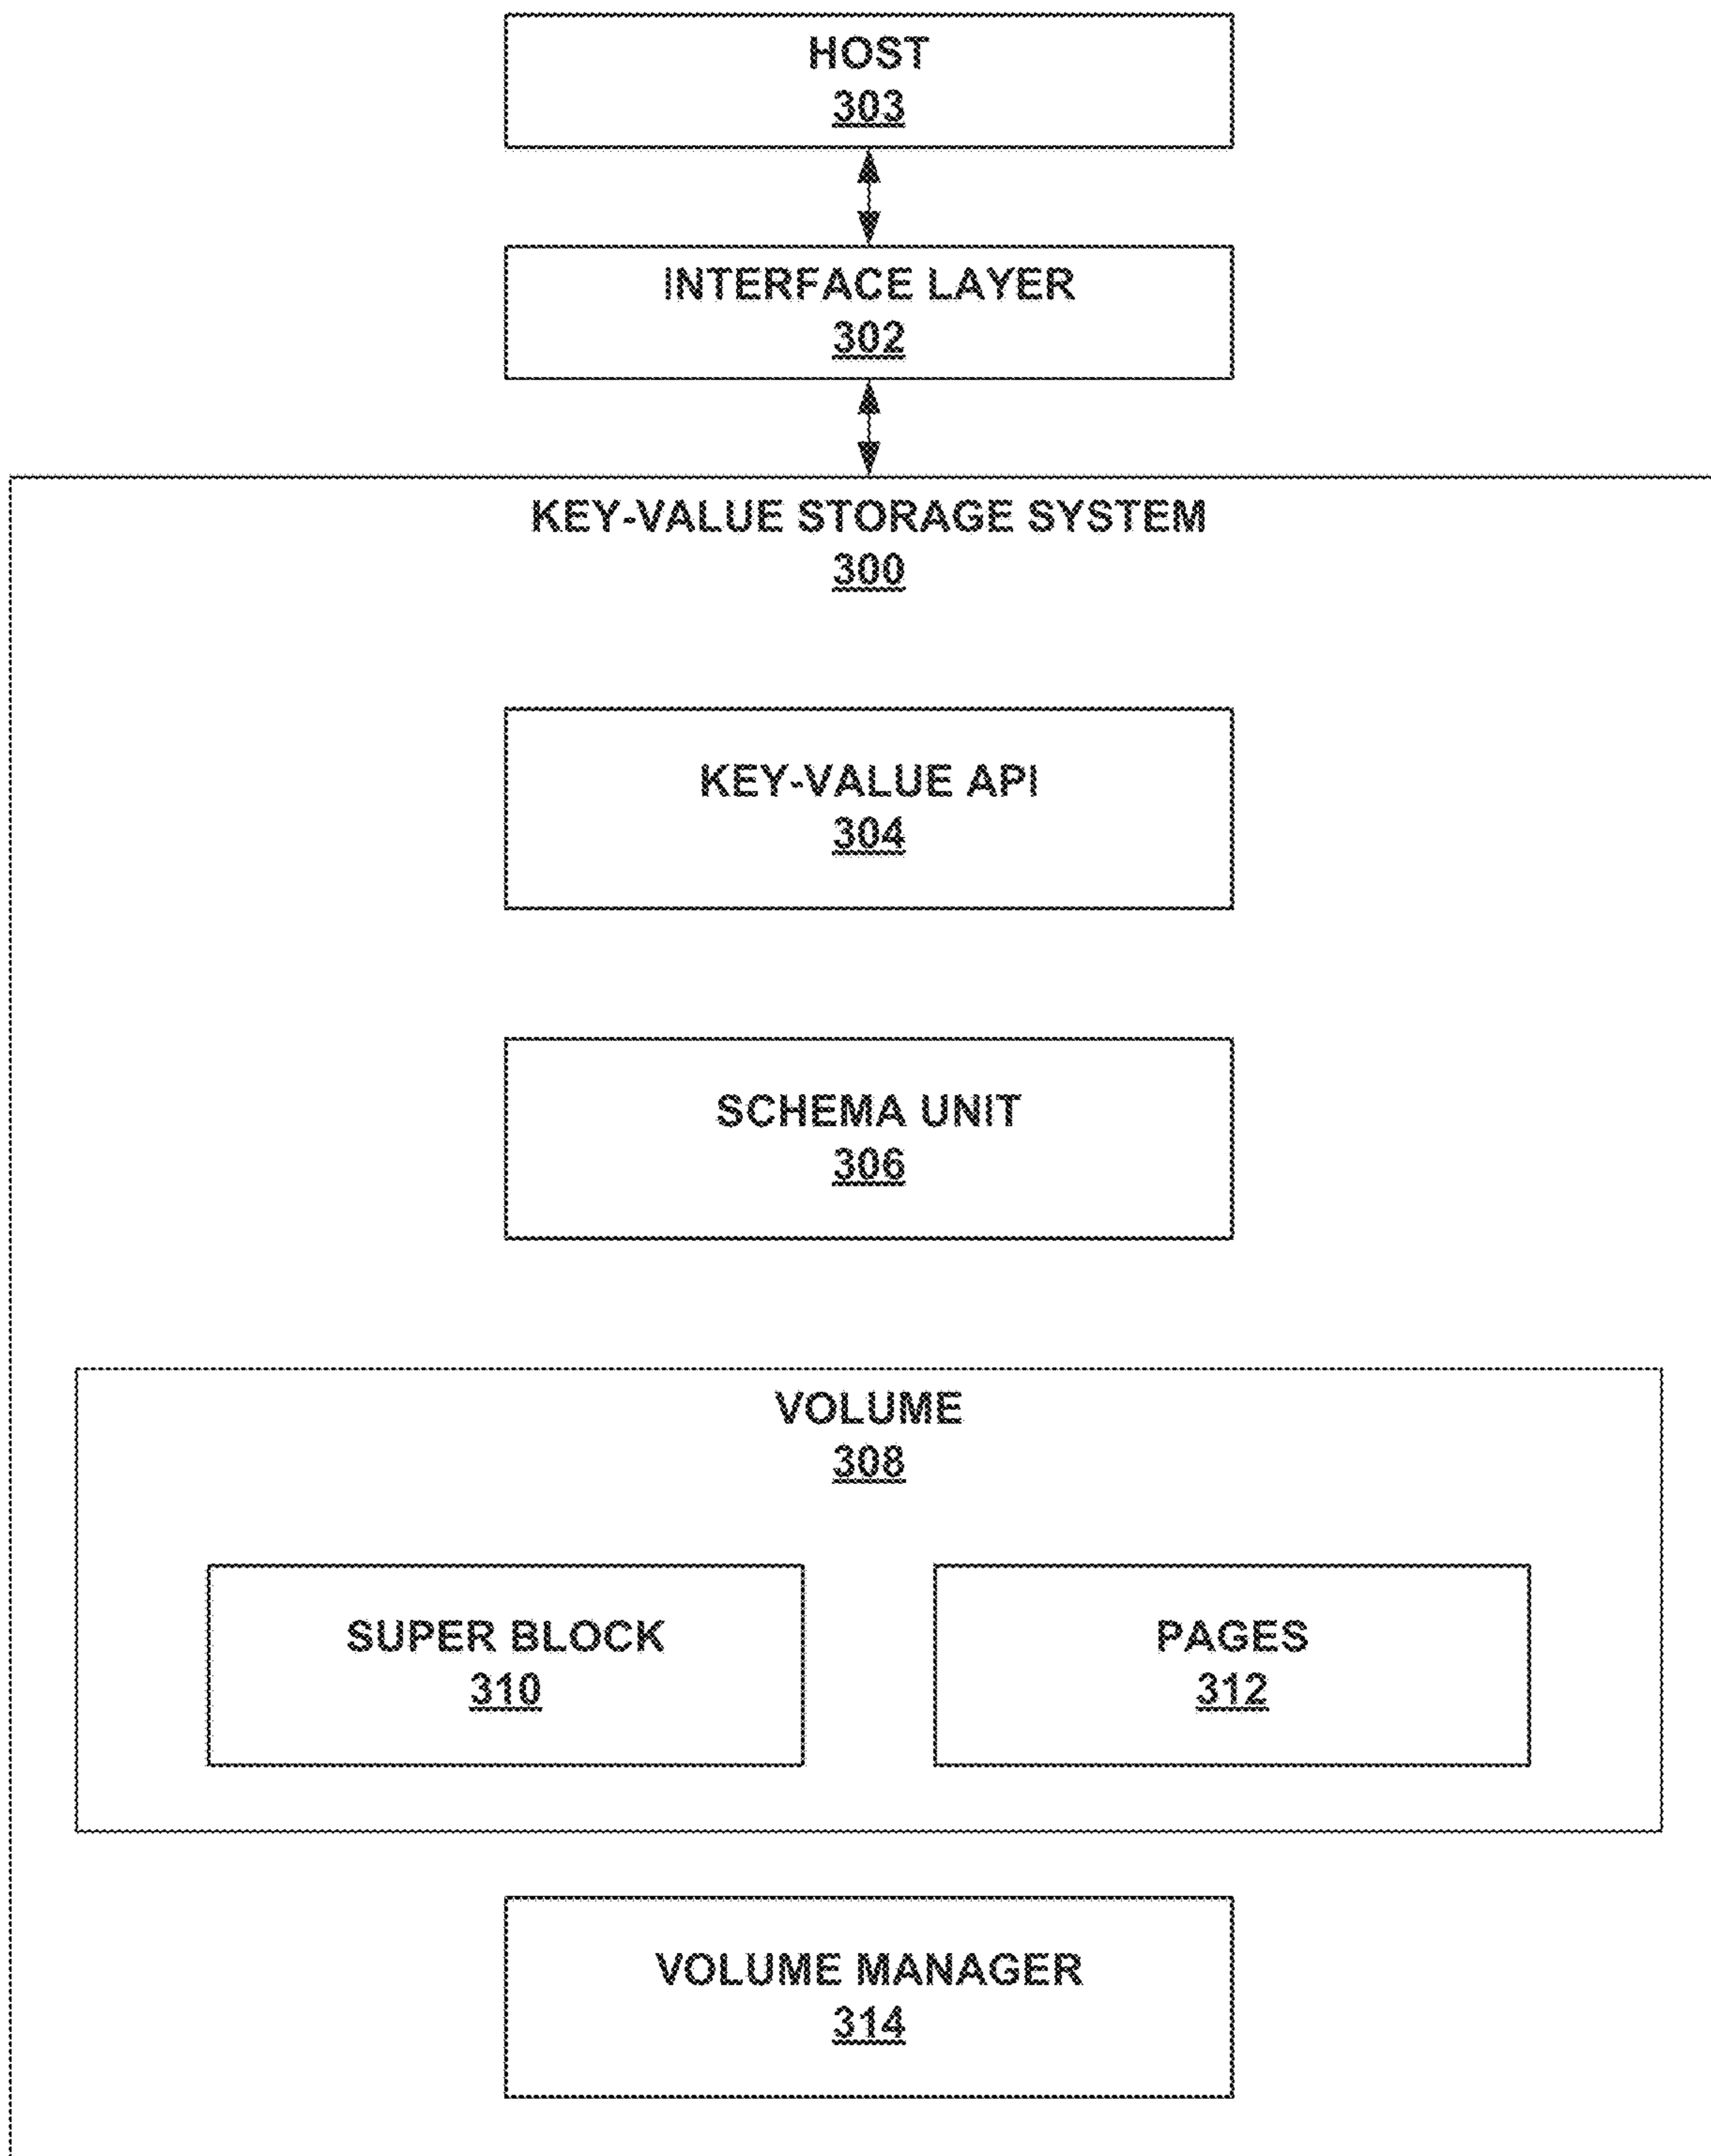 HOST
303
INTERFACE LAYER
302
KEY-VALUE STORAGE SYSTEM
300
KEY-VALUE API
304
SCHEMA UNIT
306
VOLUME
308
SUPER BLOCK
310
PAGES
312
VOLUME MANAGER
314